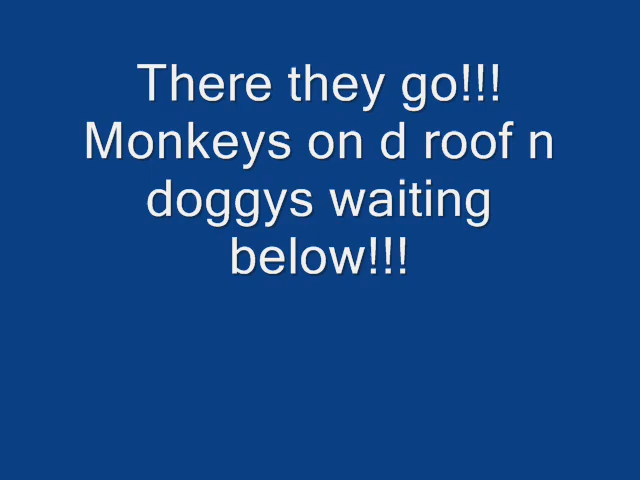 There they go!!!
Monkeys on d roof n
doggys waiting
below!!!